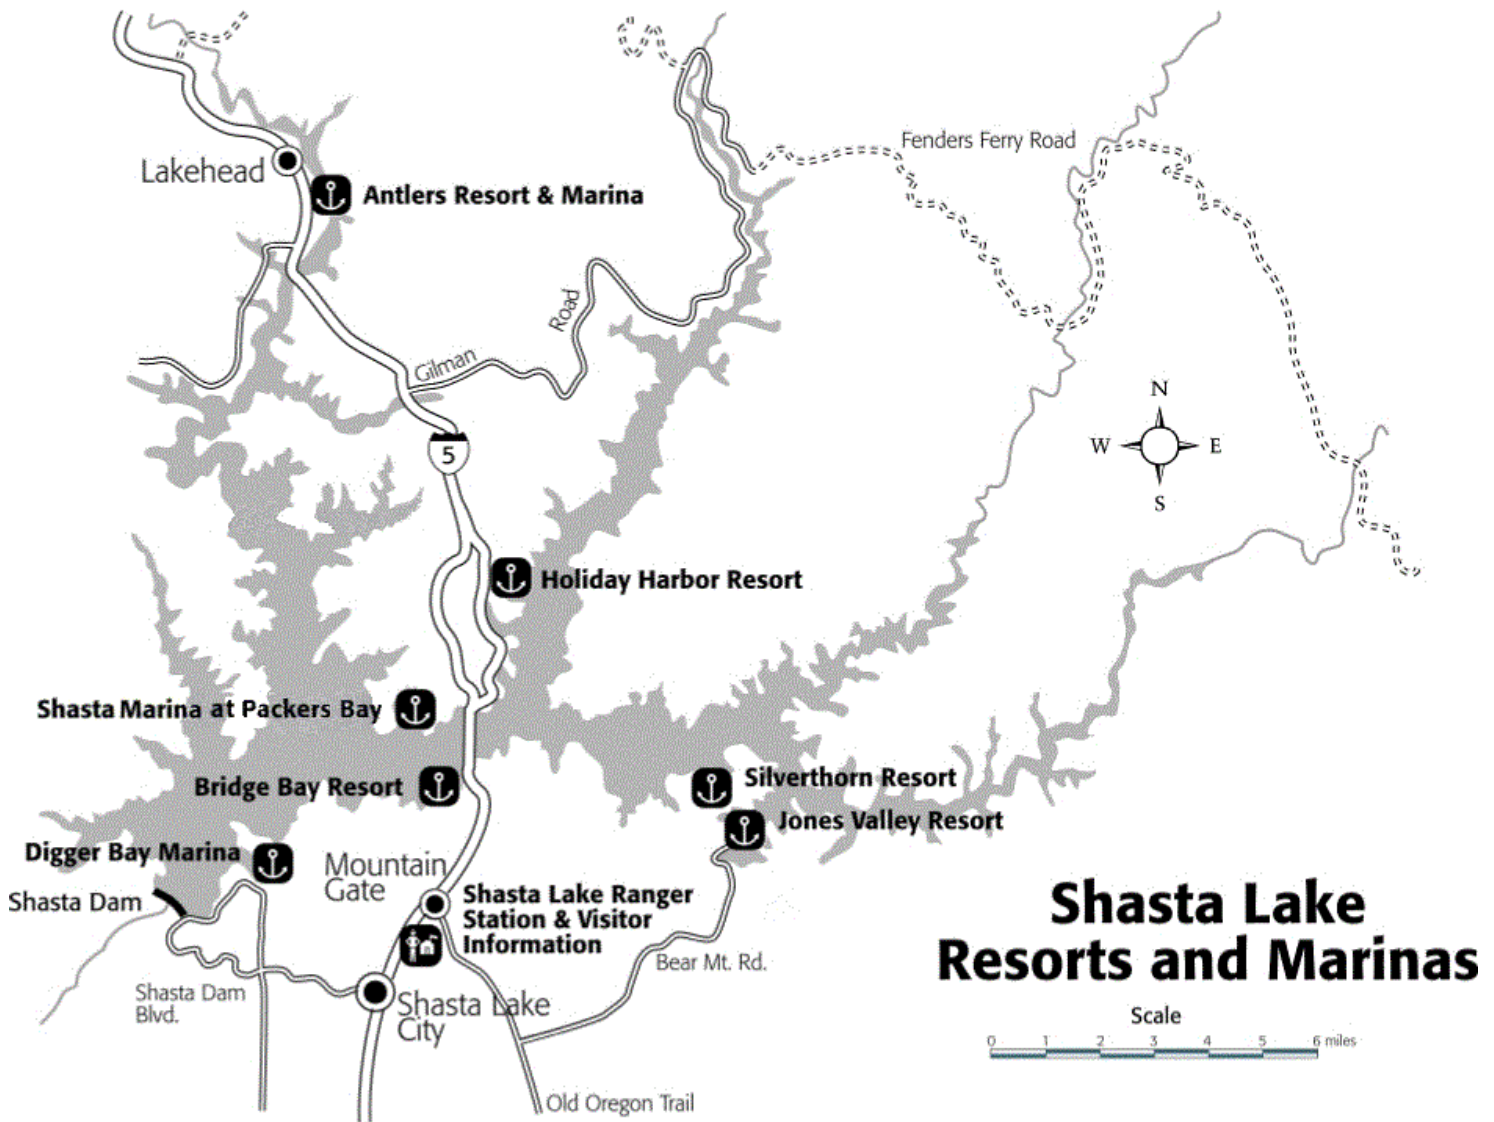 Fenders Ferry Road
Lakehead
Antlers Resort & Marina
Road
Gilman
N
W
E
S
5
Holiday Harbor Resort
Shasta Marina at Packers Bay
Bridge Bay Resort
Silverthorn Resort
Jones Valley Resort
Digger Bay Marina
Mountain
Gate
Shasta Dam
Shasta Lake Ranger
Station & Visitor
Information
Shasta Lake
Resorts and Marinas
Bear Mt. Rd.
Shasta Dam
Blvd.
Shasta Lake
City
Scale
0 1 2 3 4 5 6 miles
Old Oregon Trail